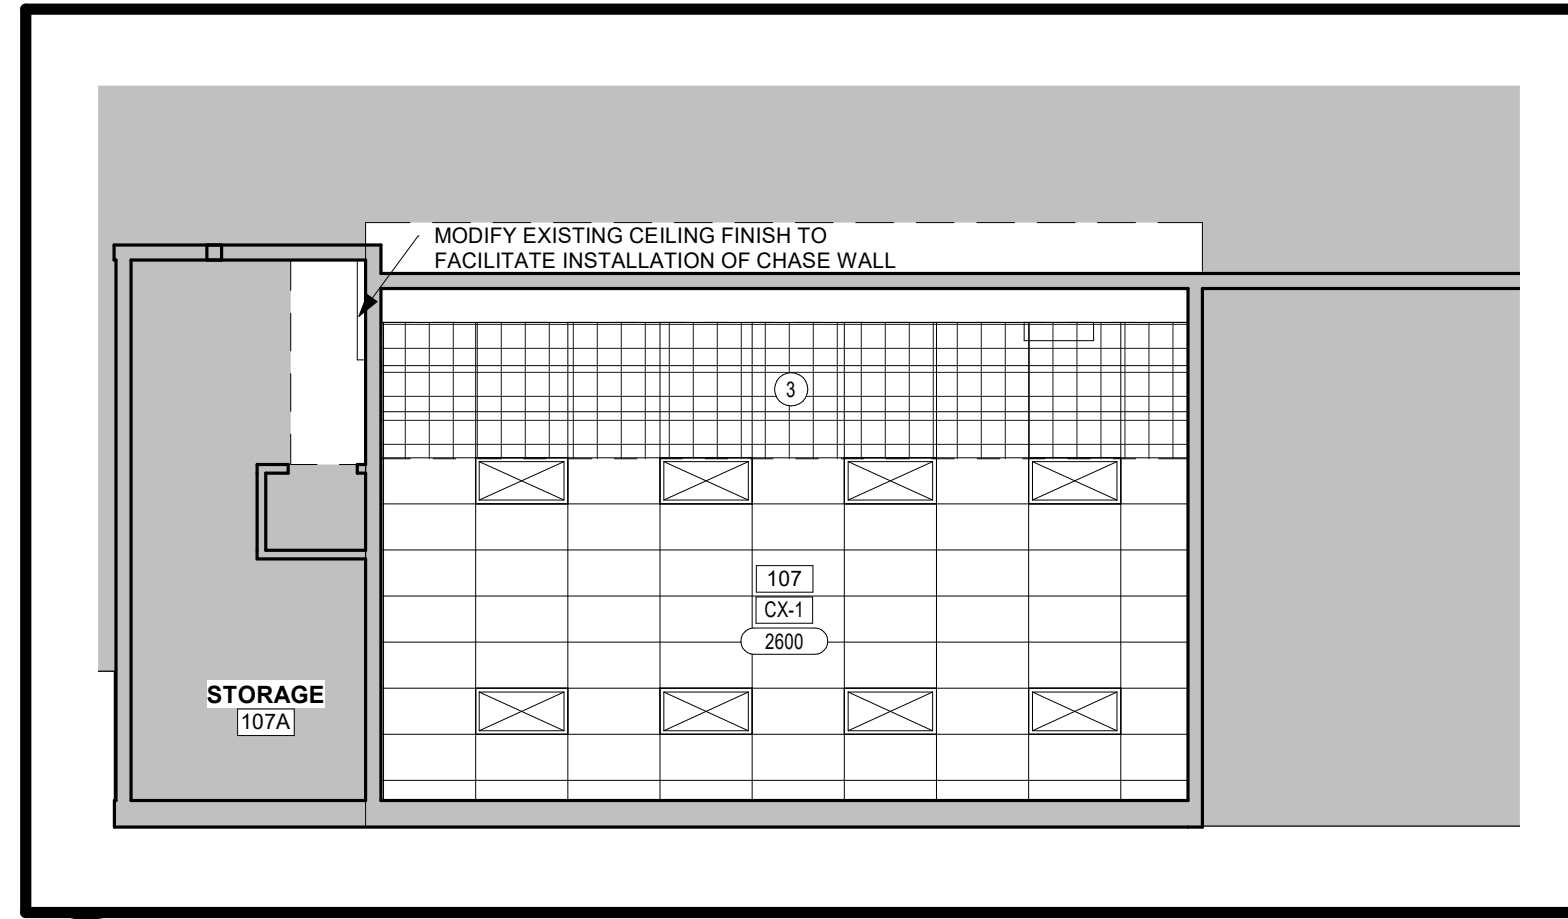 MODIFY EXISTING CEILING FINISH TO
FACILITATE INSTALLATION OF CHASE WALL
3
107
CX-1
2600
STORAGE
107A